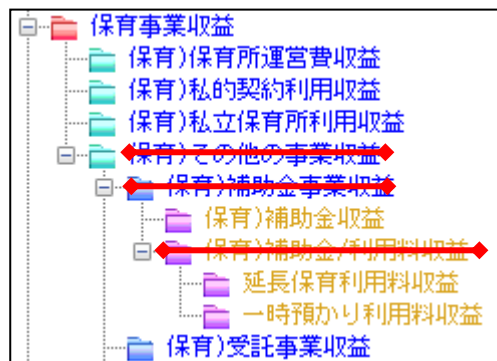 保育事業収益
保育)保育所運営費収益
保育)私的契約利用収益
保育)私立保育所利用収益
保育)その他の事業収益
保育)補助金事業収益
保育)補助金収益
保育)補助金/利用料収益
延長保育利用料収益
一時預かり利用料収益
保育)受託事業収益